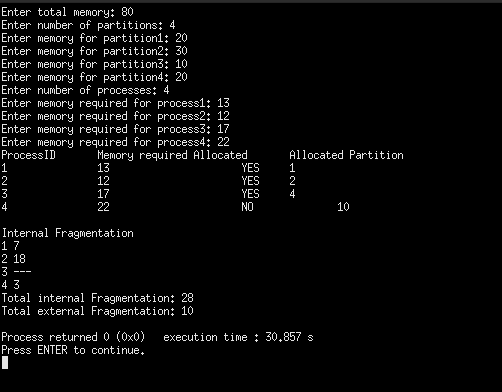 Enter total memory: 80
Enter number of partitions: 4
Enter memory for partition1: 20
Enter memory for partition2: 30
Enter memory for partition3: 10
Enter memory for partition4: 20
Enter number of processes: 4
Enter memory required for process1: 13
Enter memory required for process2: 12
Enter memory required for process3: 17
Enter memory required for process4: 22
ProcessID Memory required Allocated Allocated Partition
1 13 YES 1
2 12 YES 2
3 17 YES 4
4 22 NO 10
Internal Fragmentation
1 7
2 18
3 ---
4 3
Total internal Fragmentation: 28
Total external Fragmentation: 10
Process returned 0 (0x0) execution time : 30.857 s
Press ENTER to continue.